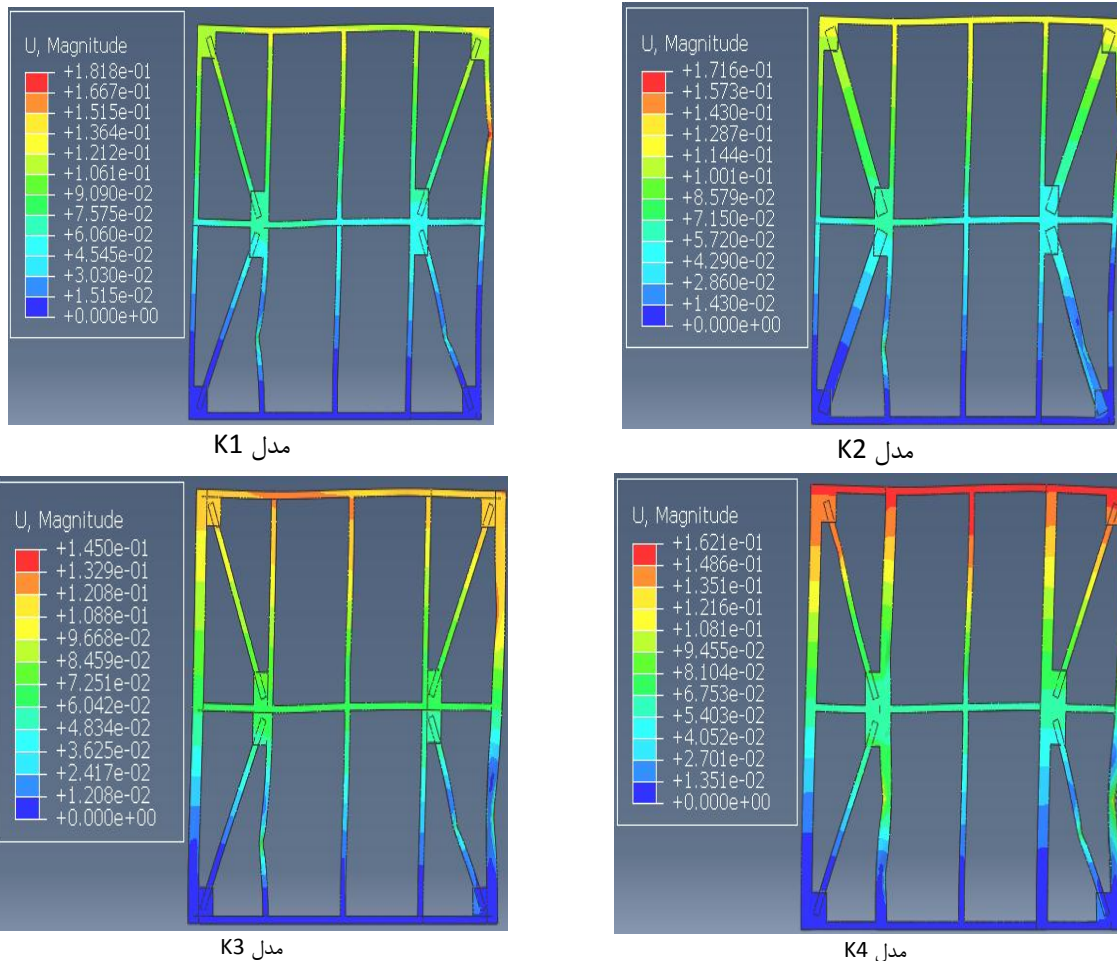 U, Magnitude
+1.818e-01
+1.667e-01
+1.515e-01
+1.364e-01
+1.212e-01
+1.061e-01
+9.090e-02
+7.575e-02
+6.060e-02
+4.545e-02
+3.030e-02
+1.515e-02
+0.000e+00
مدل K1
U, Magnitude
+1.716e-01
+1.573e-01
+1.430e-01
+1.287e-01
+1.144e-01
+1.001e-01
+8.579e-02
+7.150e-02
+5.720e-02
+4.290e-02
+2.860e-02
+1.430e-02
+0.000e+00
مدل K2
U, Magnitude
+1.450e-01
+1.329e-01
+1.208e-01
+1.088e-01
+9.668e-02
+8.459e-02
+7.251e-02
+6.042e-02
+4.834e-02
+3.625e-02
+2.417e-02
+1.208e-02
+0.000e+00
مدل K3
U, Magnitude
+1.621e-01
+1.486e-01
+1.351e-01
+1.216e-01
+1.081e-01
+9.455e-02
+8.104e-02
+6.753e-02
+5.403e-02
+4.052e-02
+2.701e-02
+1.351e-02
+0.000e+00
مدل K4